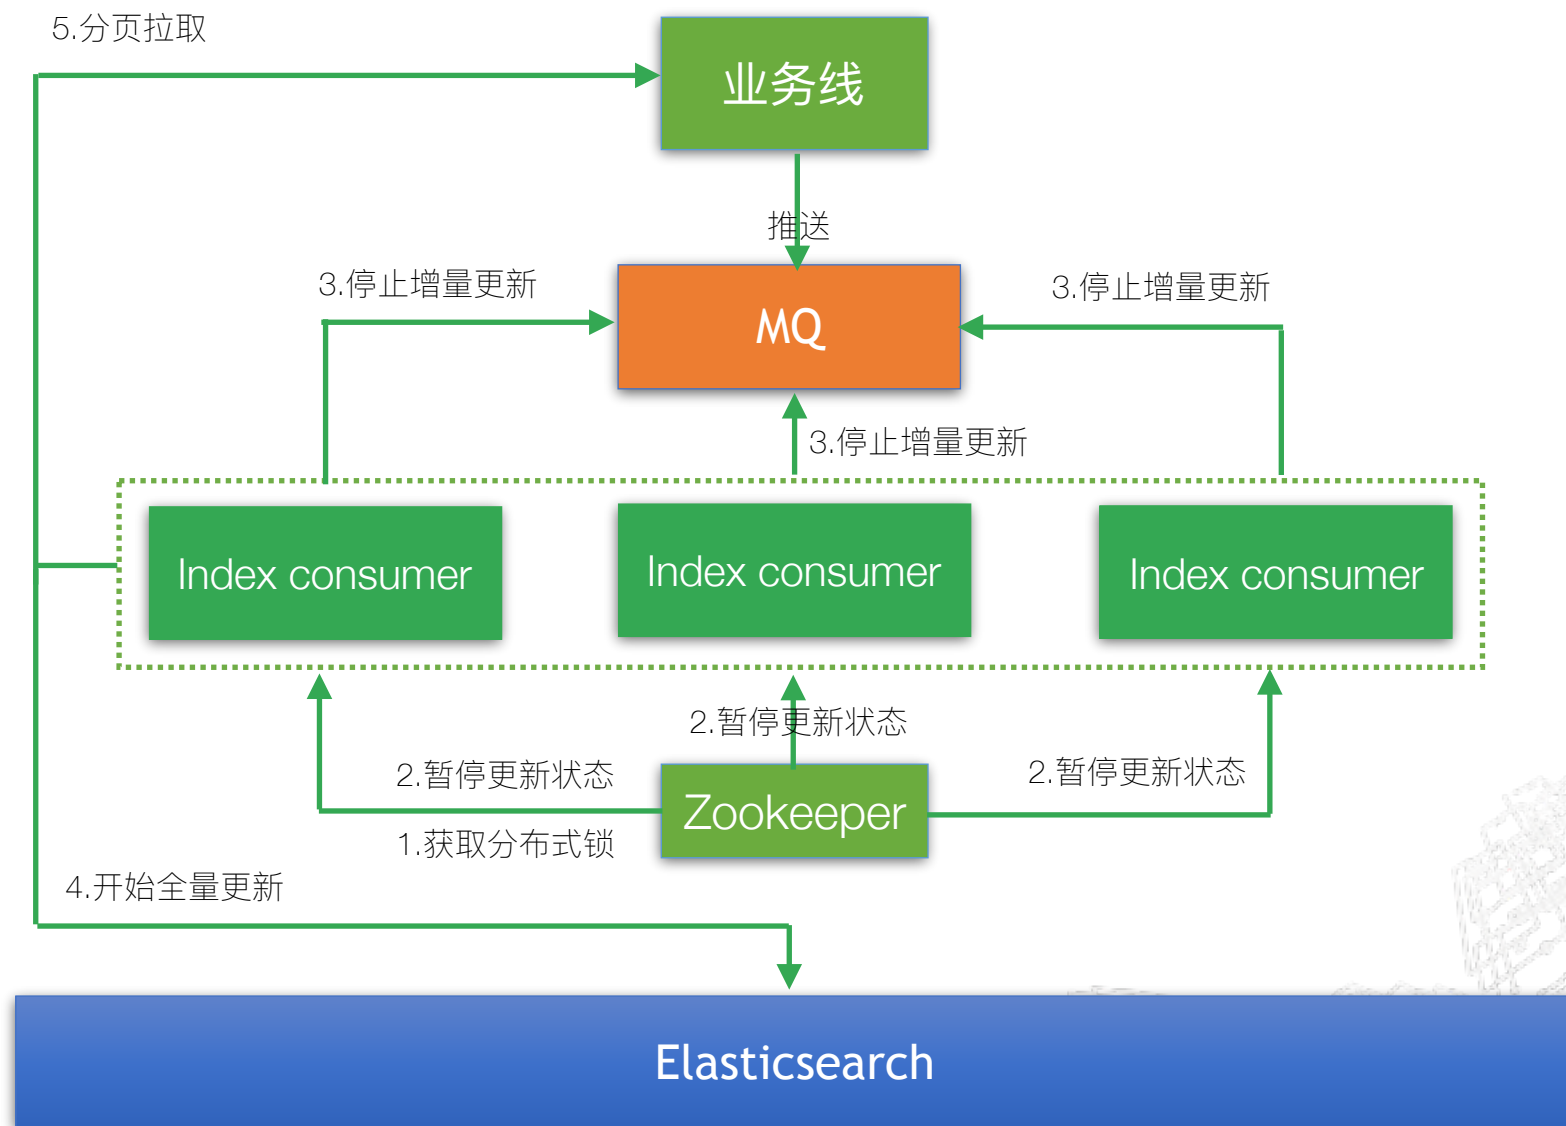 5.分页拉取
业务线
推送
3.停止增量更新
3.停止增量更新
MQ
3.停止增量更新
Index consumer
Index consumer
Index consumer
2.暂停更新状态
2.暂停更新状态
2.暂停更新状态
Zookeeper
1.获取分布式锁
4.开始全量更新
Elasticsearch